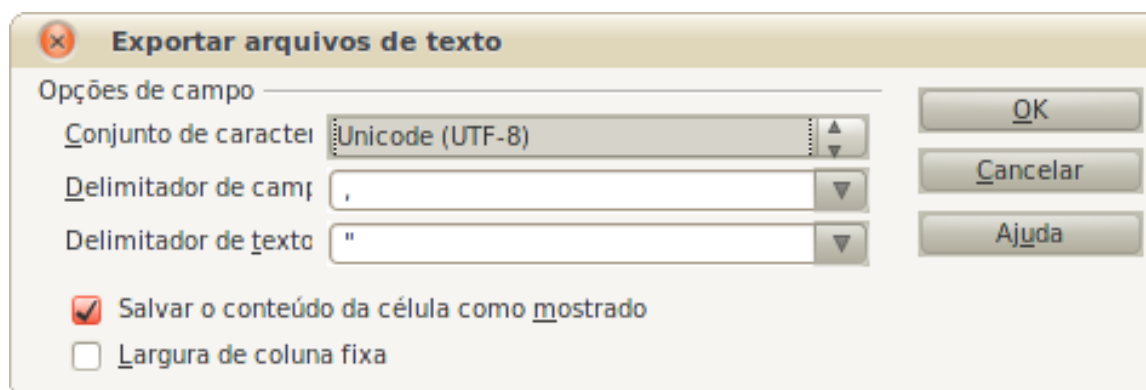 Exportar arquivos de texto
Opções de campo
Conjunto de caracter Unicode (UTF-8)
Delimitador de camp ,
Delimitador de texto "
Salvar o conteúdo da célula como mostrado
Largura de coluna fixa
OK
Cancelar
Ajuda